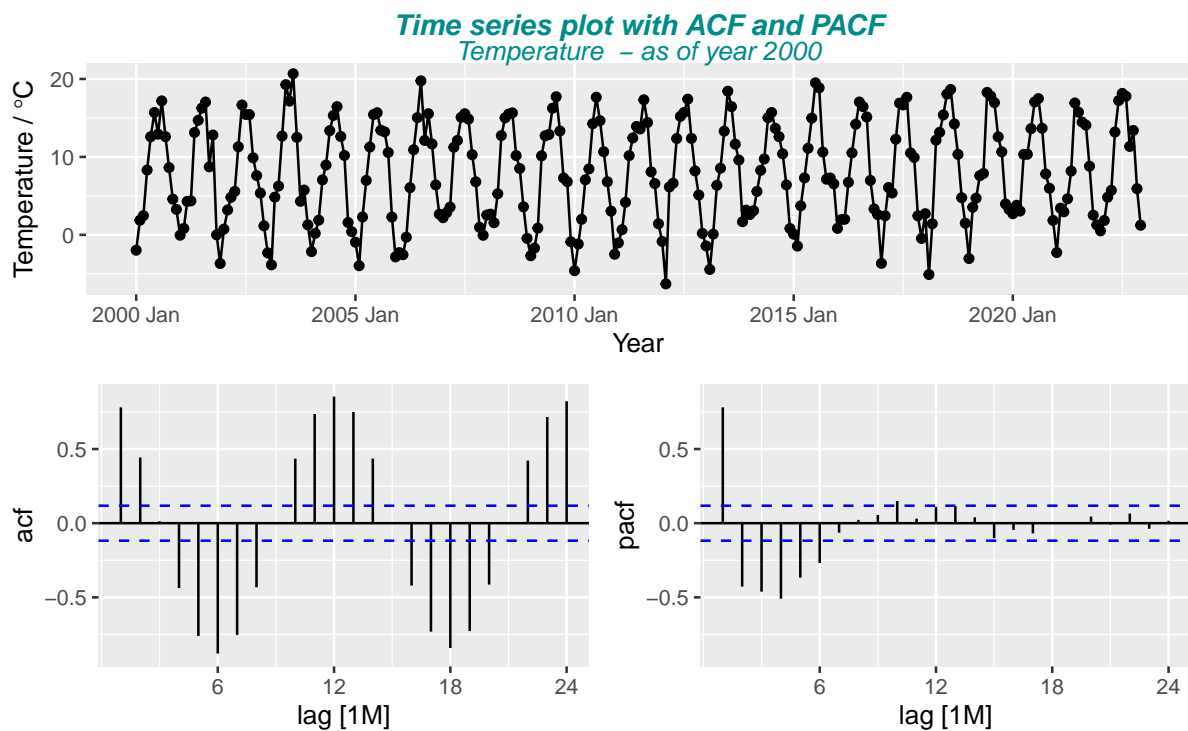 Time series plot with ACF and PACF
Temperature – as of year 2000
Temperature / °C
20
10
0
2000 Jan 2005 Jan 2010 Jan 2015 Jan 2020 Jan
Year
acf
0.5
0.0
−0.5
6 12 18 24
lag [1M]
pacf
0.5
0.0
−0.5
6 12 18 24
lag [1M]